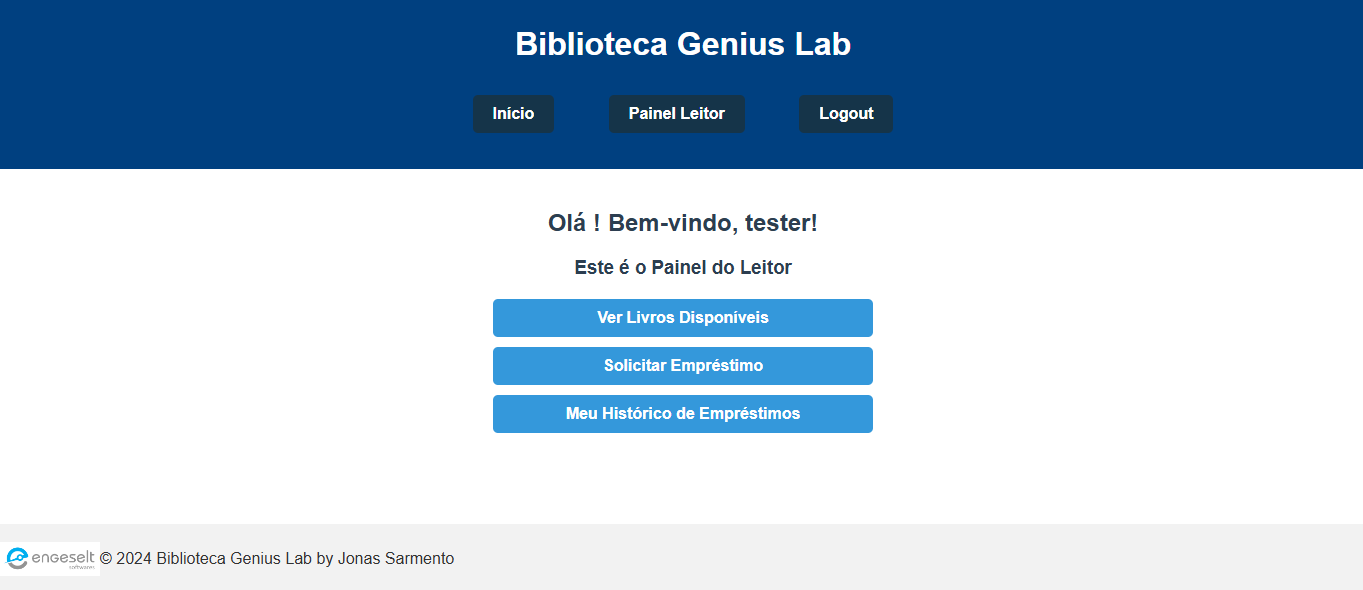 Biblioteca Genius Lab
Início Painel Leitor Logout
Olá ! Bem-vindo, tester!
Este é o Painel do Leitor
Ver Livros Disponíveis
Solicitar Empréstimo
Meu Histórico de Empréstimos
engeselt
softwares
© 2024 Biblioteca Genius Lab by Jonas Sarmento